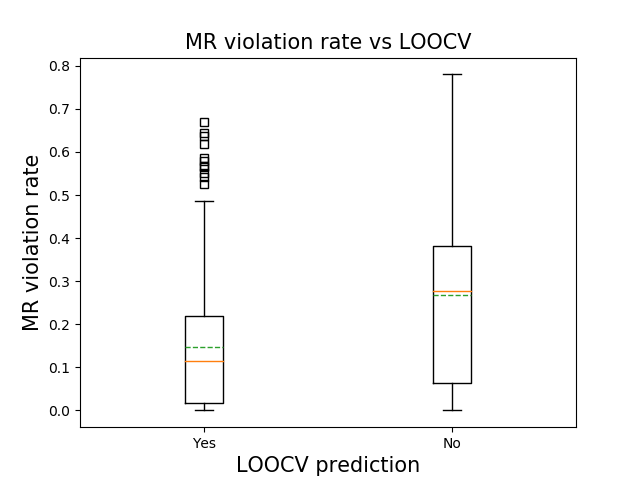 MR violation rate vs LOOCV
MR violation rate
0.8
0.7
0.6
0.5
0.4
0.3
0.2
0.1
0.0
Yes
No
LOOCV prediction